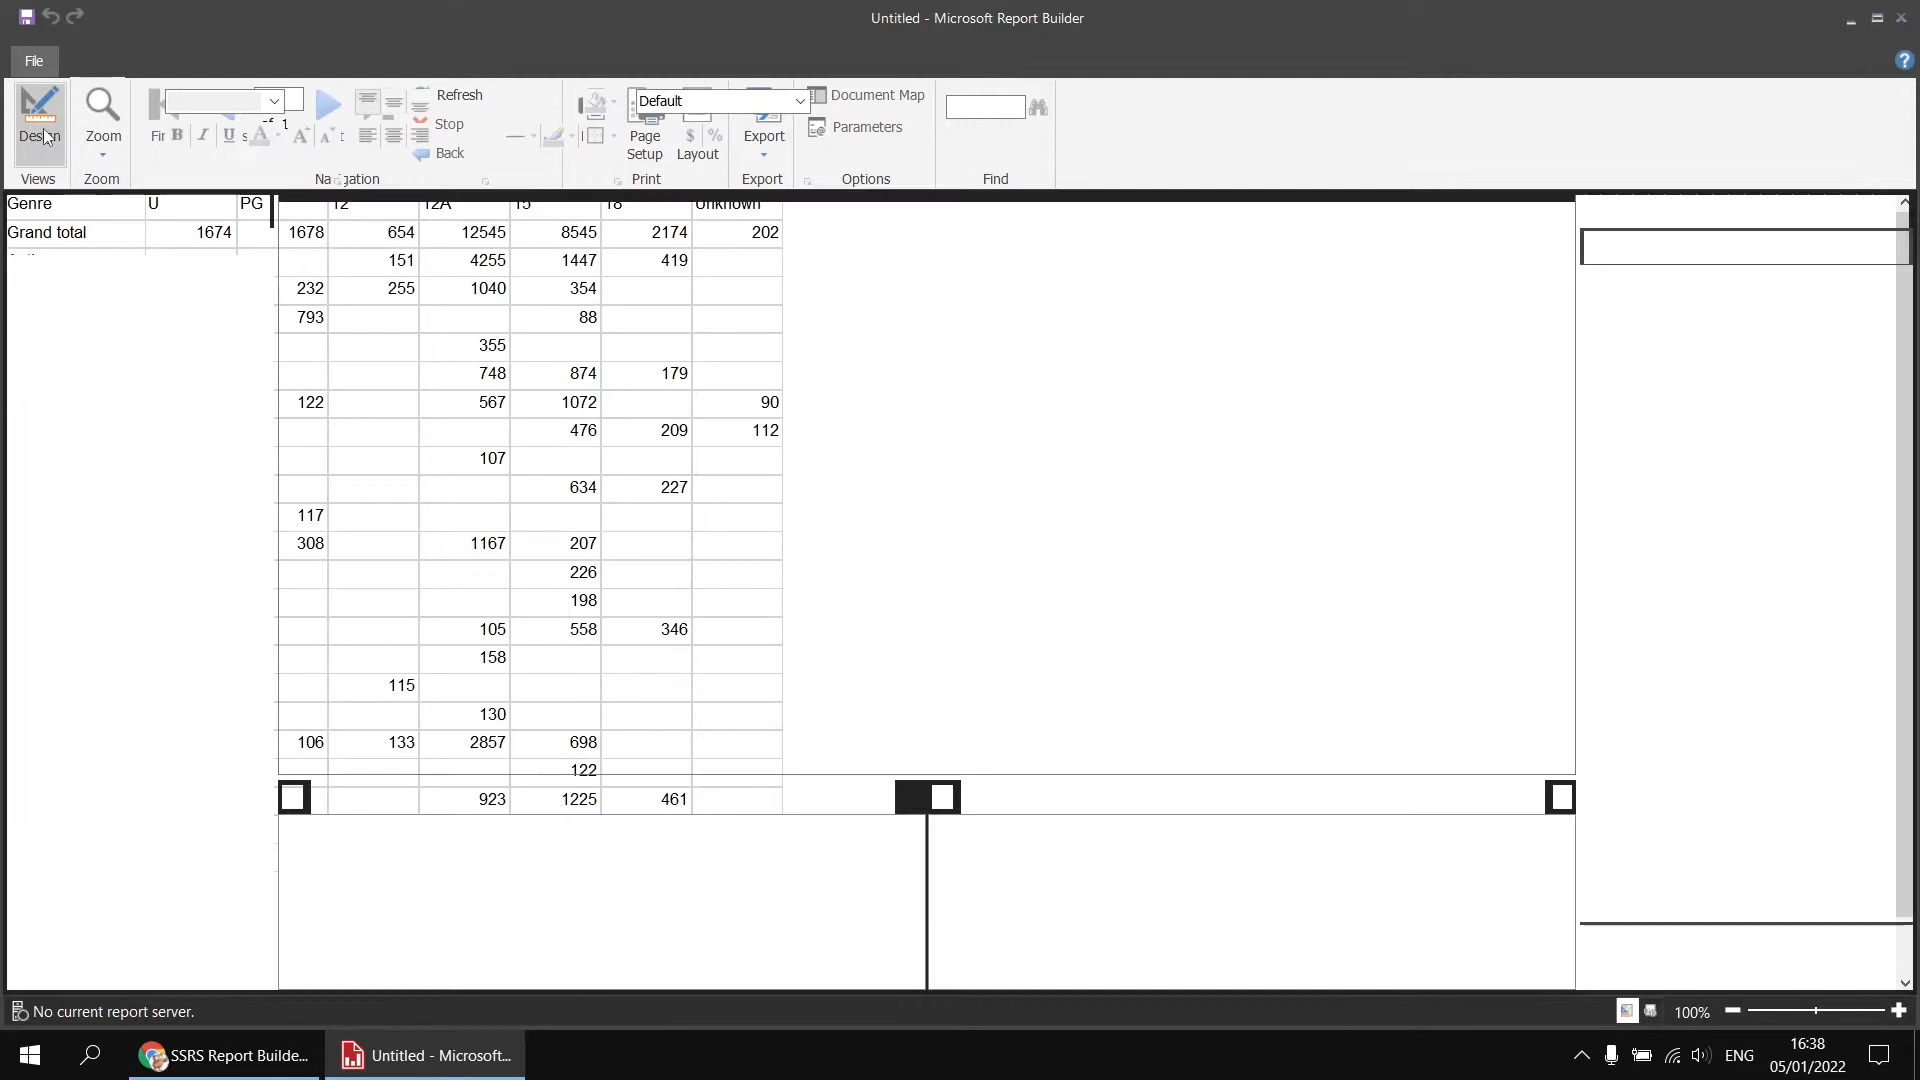 Untitled - Microsoft Report Builder
File
Design
Zoom
Refresh
Stop
Back
Default
Page Setup
Layout
Export
Document Map
Parameters
1
Views
Zoom
Print
Export
Options
Find
Genre U PG 12 12A 15 18 Unknown
Grand total 1674 1678 654 12545 8545 2174 202
151 4255 1447 419
232 255 1040 354
793 88
355
748 874 179
122 567 1072 90
476 209 112
107
634 227
117
308 1167 207
226
198
105 558 346
158
115
130
106 133 2857 698
122
923 1225 461
No current report server.
100%
SSRS Report Builde...
Untitled - Microsoft...
ENG
16:38
05/01/2022